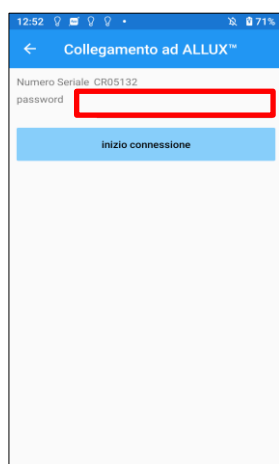 12:52 71%
Collegamento ad ALLUX™
Numero Seriale CR05132
password
inizio connessione